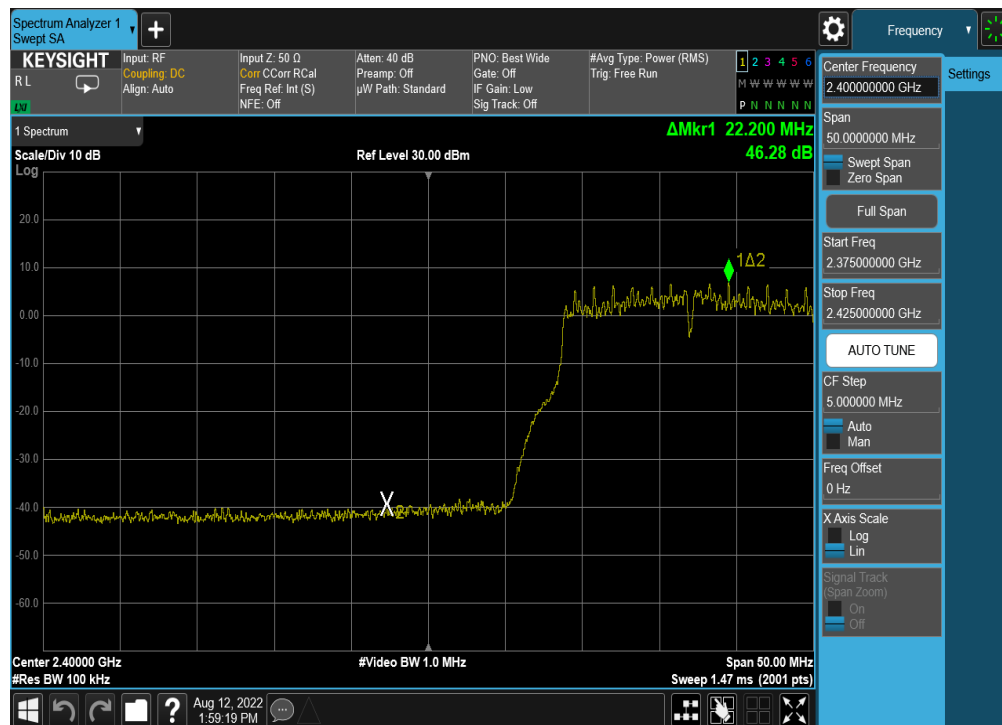 Spectrum Analyzer 1
Swept SA
Frequency
KEYSIGHT
R L
LXI
Input: RF
Coupling: DC
Align: Auto
Input Z: 50 Ω
Corr CCorr RCal
Freq Ref: Int (S)
NFE: Off
Atten: 40 dB
Preamp: Off
µW Path: Standard
PNO: Best Wide
Gate: Off
IF Gain: Low
Sig Track: Off
#Avg Type: Power (RMS)
Trig: Free Run
1 2 3 4 5 6
M W W W W W
P N N N N N
1 Spectrum
Scale/Div 10 dB
Log
Ref Level 30.00 dBm
ΔMkr1 22.200 MHz
46.28 dB
20.0
10.0
0.00
-10.0
-20.0
-30.0
-40.0
-50.0
-60.0
1Δ2
X2
Center 2.40000 GHz
#Res BW 100 kHz
#Video BW 1.0 MHz
Span 50.00 MHz
Sweep 1.47 ms (2001 pts)
Aug 12, 2022
1:59:19 PM
Center Frequency
2.400000000 GHz
Settings
Span
50.0000000 MHz
Swept Span
Zero Span
Full Span
Start Freq
2.375000000 GHz
Stop Freq
2.425000000 GHz
AUTO TUNE
CF Step
5.000000 MHz
Auto
Man
Freq Offset
0 Hz
X Axis Scale
Log
Lin
Signal Track
(Span Zoom)
On
Off